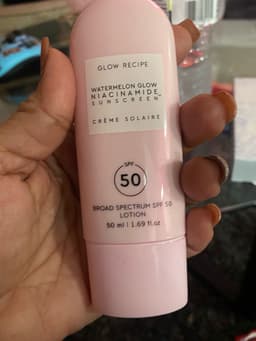 GLOW RECIPE
WATERMELON GLOW
NIACINAMIDE
SUNSCREEN™
CRÈME SOLAIRE
SPF
50
BROAD SPECTRUM SPF 50
LOTION
50 ml | 1.69 fl.oz